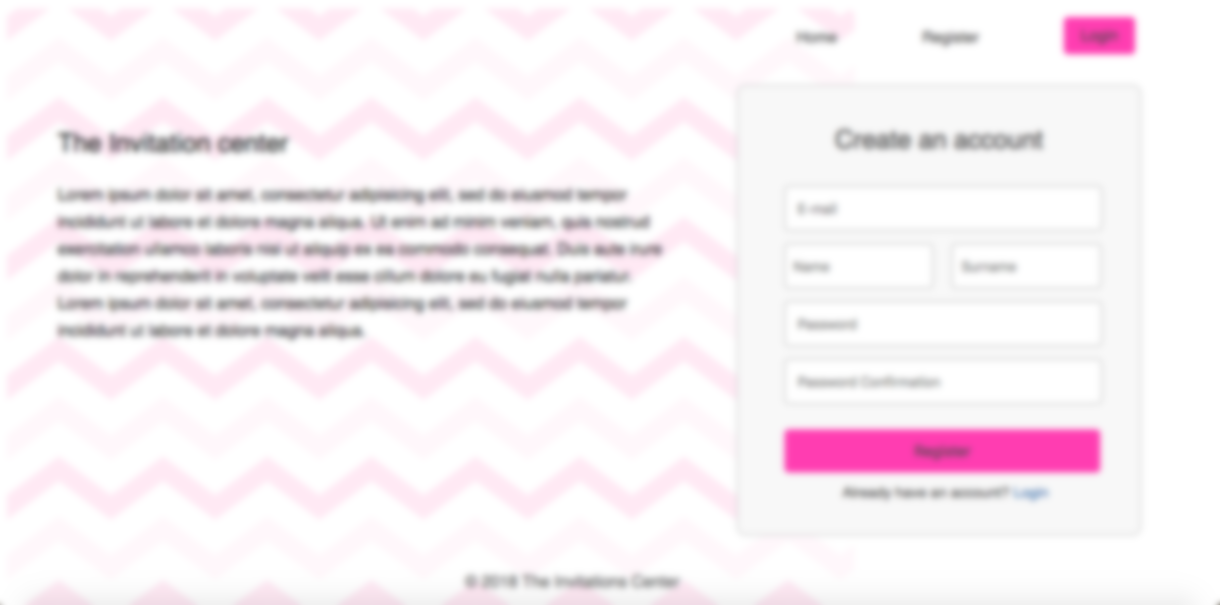 Home Register Login
The Invitation center
Lorem ipsum dolor sit amet, consectetur adipisicing elit, sed do eiusmod tempor
incididunt ut labore et dolore magna aliqua. Ut enim ad minim veniam, quis nostrud
exercitation ullamco laboris nisi ut aliquip ex ea commodo consequat. Duis aute irure
dolor in reprehenderit in voluptate velit esse cillum dolore eu fugiat nulla pariatur.
Lorem ipsum dolor sit amet, consectetur adipisicing elit, sed do eiusmod tempor
incididunt ut labore et dolore magna aliqua.
Create an account
E-mail
Name Surname
Password
Password Confirmation
Register
Already have an account? Login
The Invitations Center